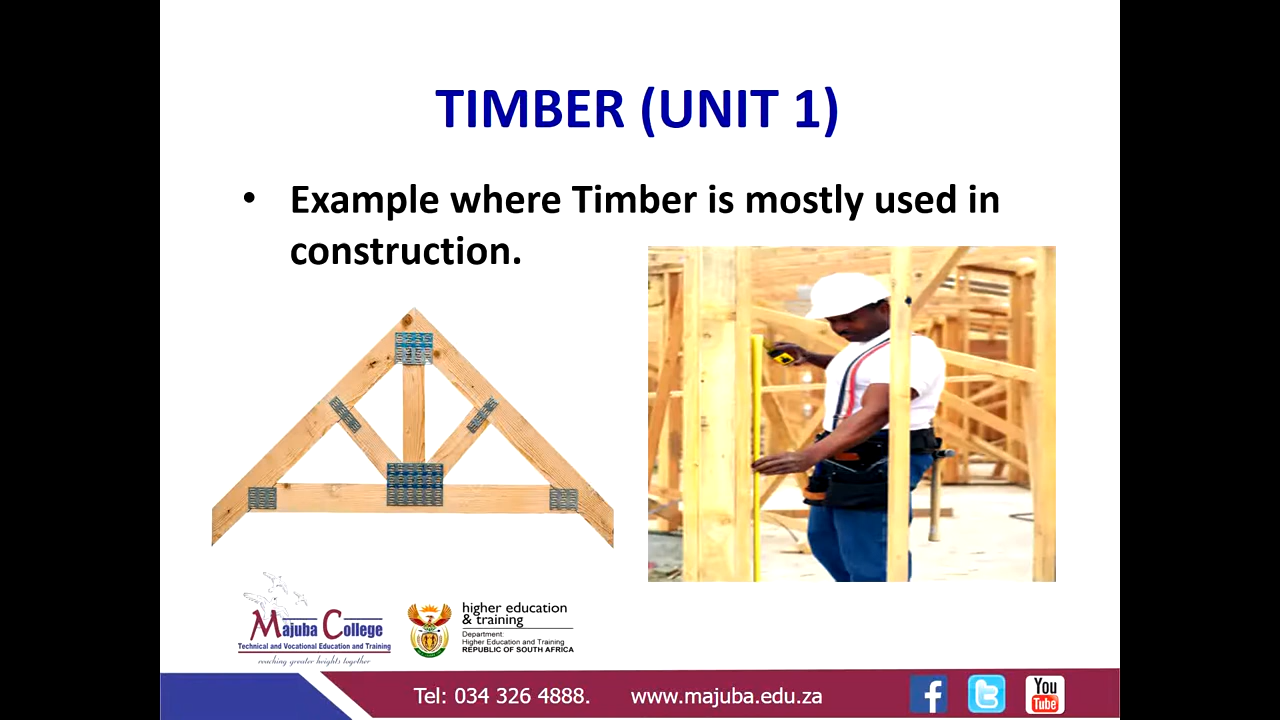 TIMBER (UNIT 1)
• Example where Timber is mostly used in
construction.
Majuba College
Technical and Vocational Education and Training
reaching greater heights together
higher education
& training
Department:
Higher Education and Training
REPUBLIC OF SOUTH AFRICA
Tel: 034 326 4888. www.majuba.edu.za
You
Tube